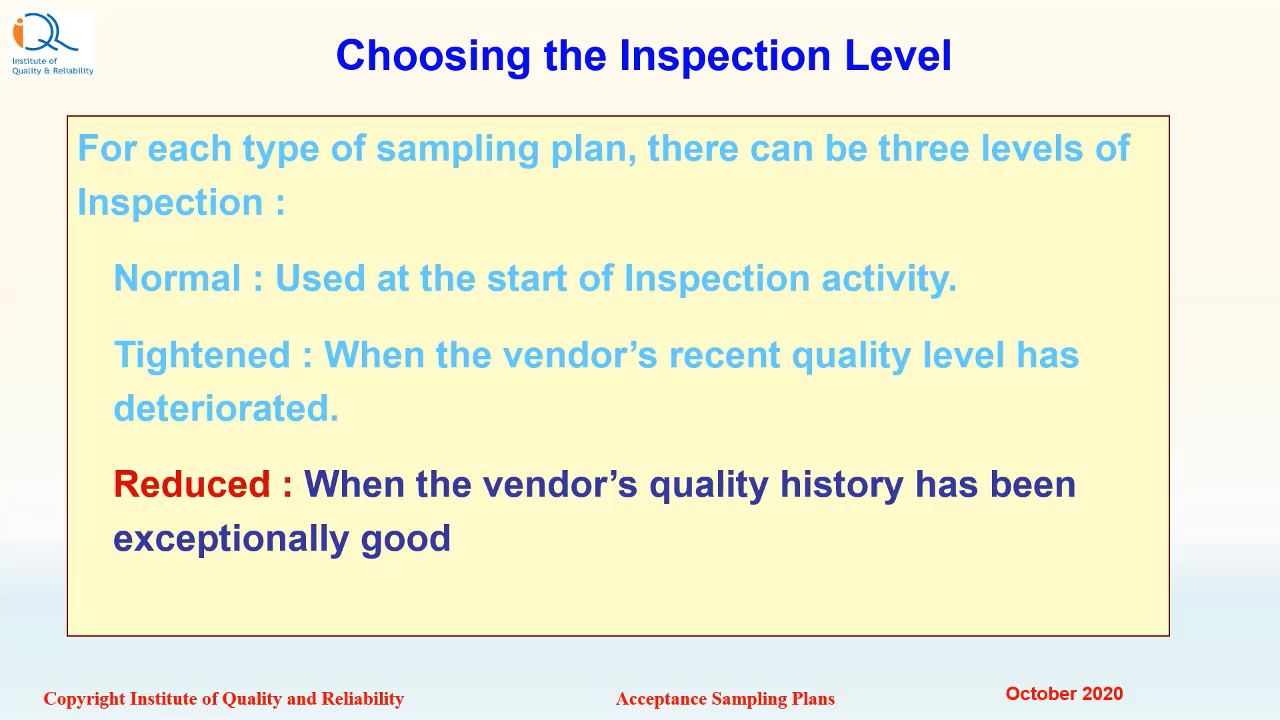 Institute of
Quality & Reliability
Choosing the Inspection Level
For each type of sampling plan, there can be three levels of
Inspection :
Normal : Used at the start of Inspection activity.
Tightened : When the vendor’s recent quality level has
deteriorated.
Reduced : When the vendor’s quality history has been
exceptionally good
Copyright Institute of Quality and Reliability
Acceptance Sampling Plans
October 2020